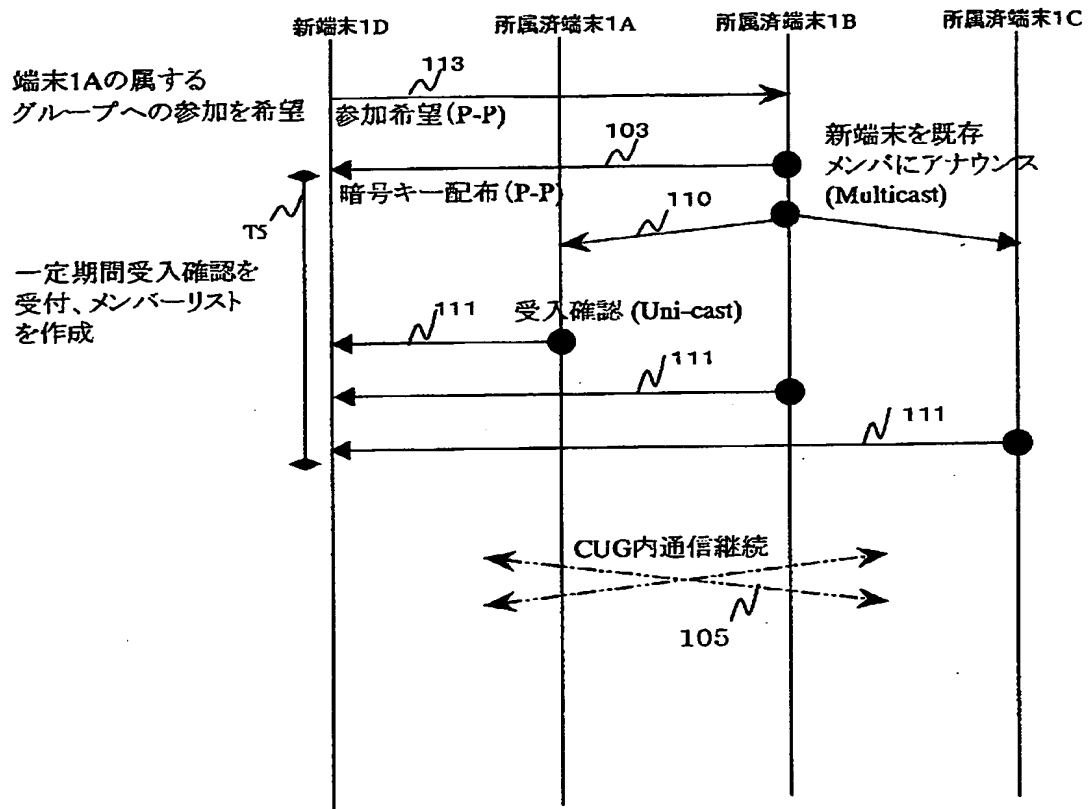 新端末1D
所属済端末1A
所属済端末1B
所属済端末1C
端末1Aの属する
グループへの参加を希望
113
参加希望(P-P)
103
新端末を既存
メンバにアナウンス
(Multicast)
暗号キー配布(P-P)
110
T5
一定期間受入確認を
受付、メンバーリスト
を作成
111
受入確認 (Uni-cast)
111
111
CUG内通信継続
105